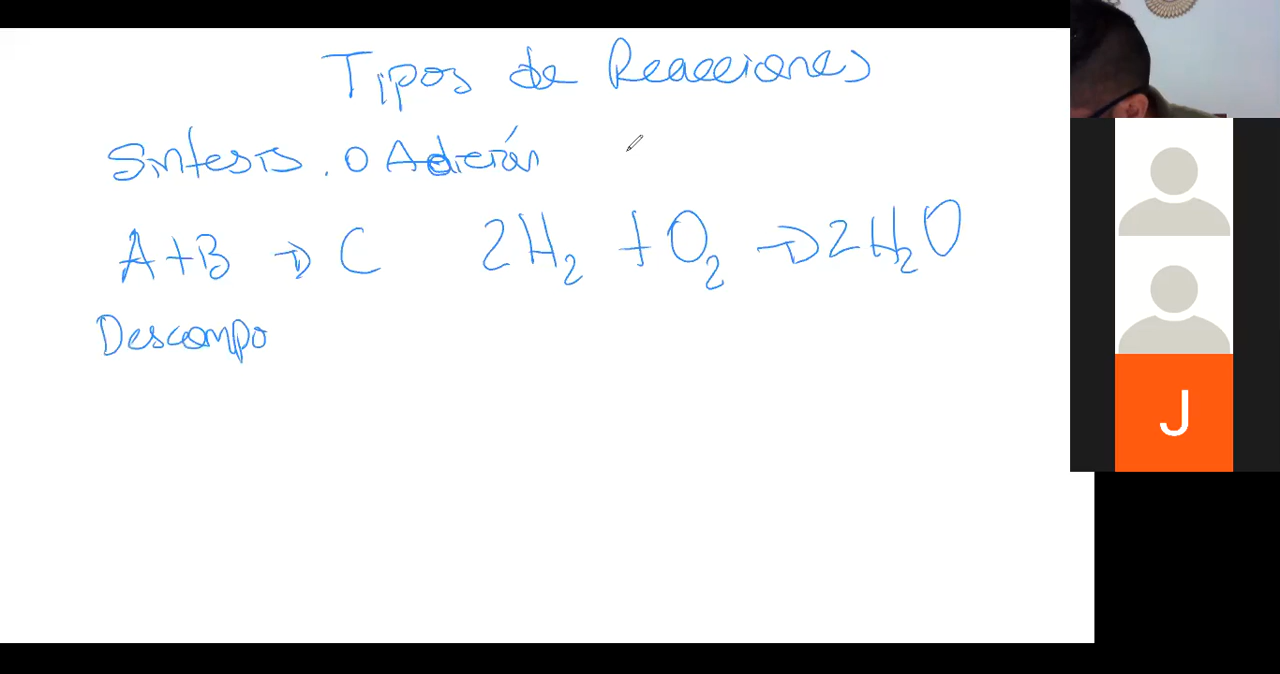 Tipos de Reacciones
Sintesis. o Adición
A+B → C 2H₂ + O₂ → 2H₂O
Descompo
J